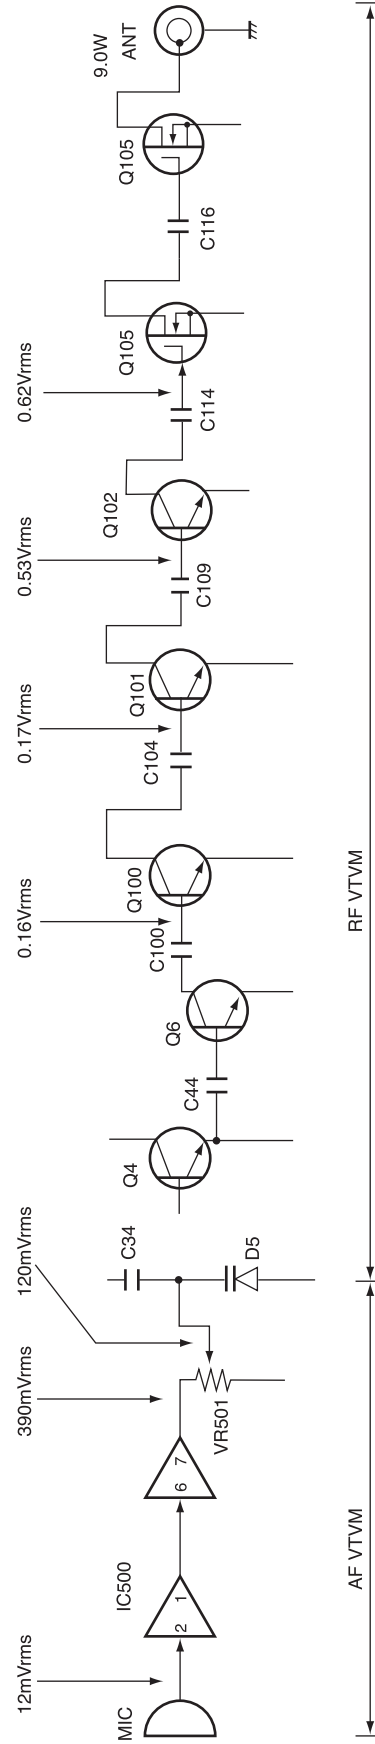 12mVrms
390mVrms
120mVrms
0.16Vrms
0.17Vrms
0.53Vrms
0.62Vrms
9.0W
ANT
MIC
IC500
2 1
6 7
VR501
C34
D5
Q4
C44
Q6
C100
Q100
C104
Q101
C109
Q102
C114
Q105
C116
Q105
AF VTVM
RF VTVM